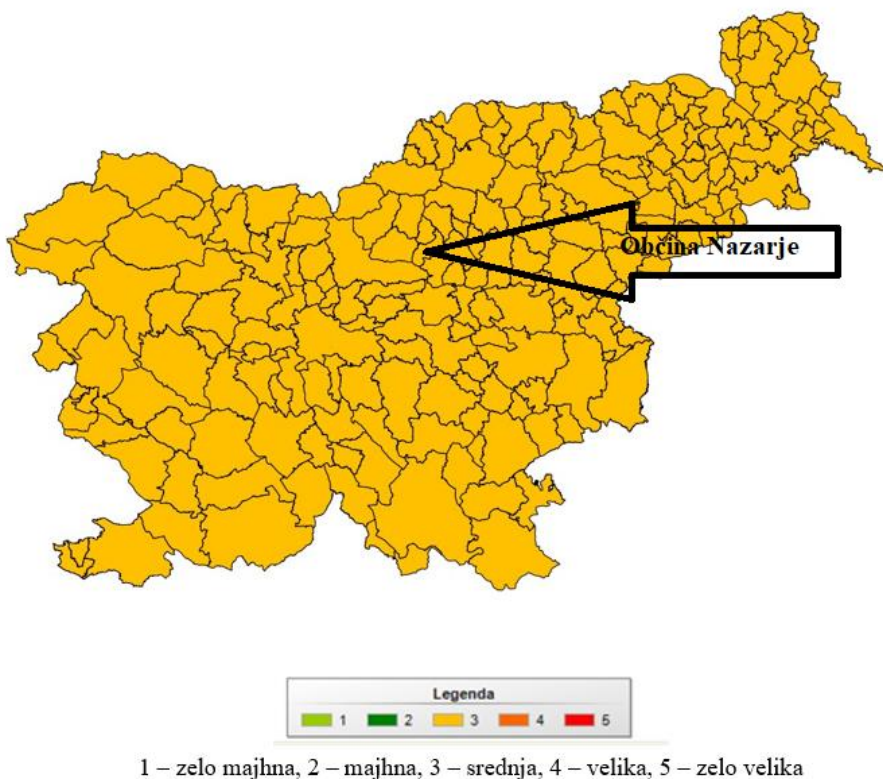 Občina Nazarje
Legenda
1 2 3 4 5
1 – zelo majhna, 2 – majhna, 3 – srednja, 4 – velika, 5 – zelo velika